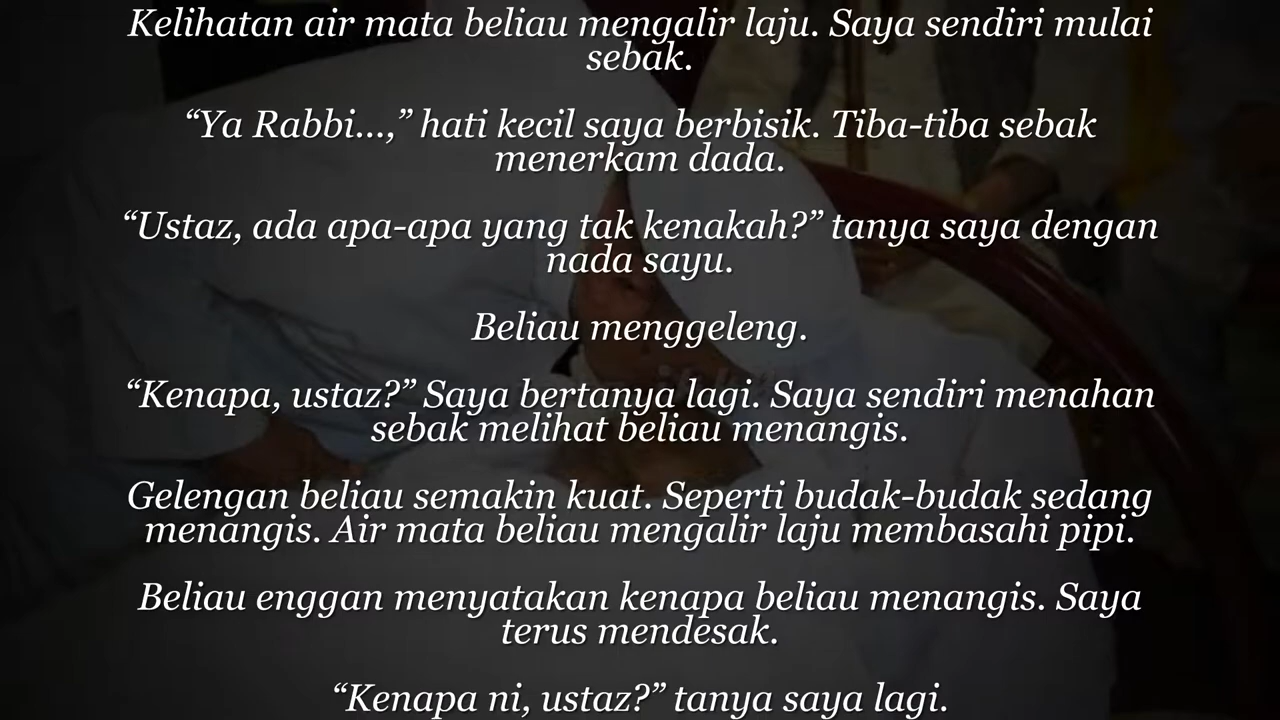 Kelihatan air mata beliau mengalir laju. Saya sendiri mulai
sebak.
“Ya Rabbi...,” hati kecil saya berbisik. Tiba-tiba sebak
menerkam dada.
“Ustaz, ada apa-apa yang tak kenakah?” tanya saya dengan
nada sayu.
Beliau menggeleng.
“Kenapa, ustaz?” Saya bertanya lagi. Saya sendiri menahan
sebak melihat beliau menangis.
Gelengan beliau semakin kuat. Seperti budak-budak sedang
menangis. Air mata beliau mengalir laju membasahi pipi.
Beliau enggan menyatakan kenapa beliau menangis. Saya
terus mendesak.
“Kenapa ni, ustaz?” tanya saya lagi.